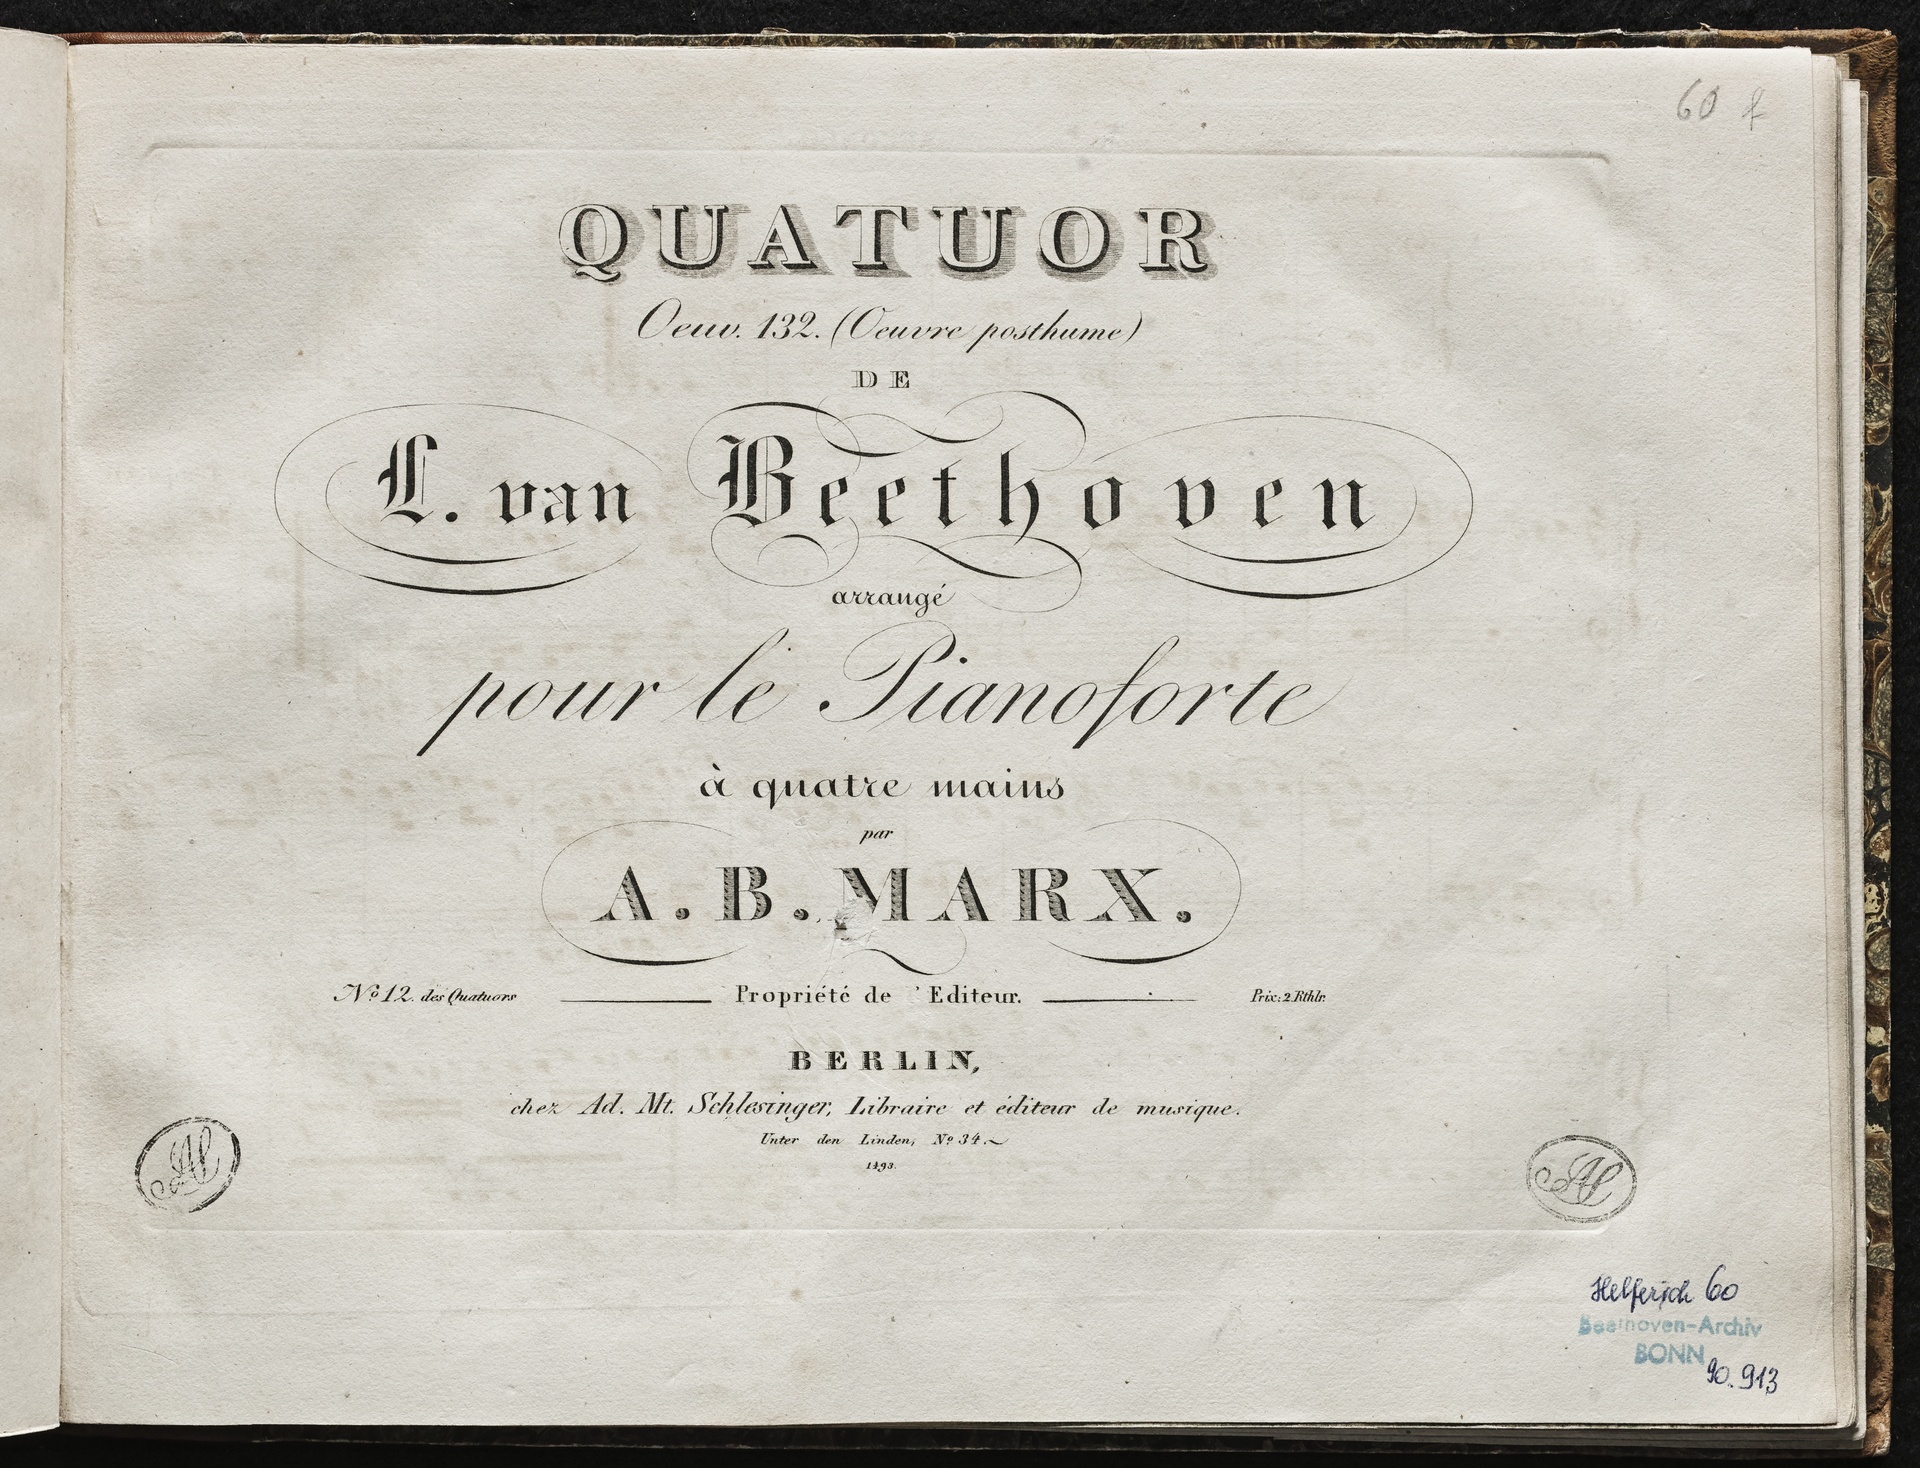 60 f
QUATUOR
Oeuv. 132. (Oeuvre posthume)
DE
L. van Beethoven
arrangé
pour le Pianoforte
à quatre mains
par
A. B. MARX.
No 12. des Quatuors Propriété de 'Editeur. Prix: 2. Rthlr.
BERLIN,
chez Ad. Mt. Schlesinger, Libraire et éditeur de musique.
Unter den Linden, No 34.
1493.
Helferich 60
Beethoven-Archiv
BONN
90. 913